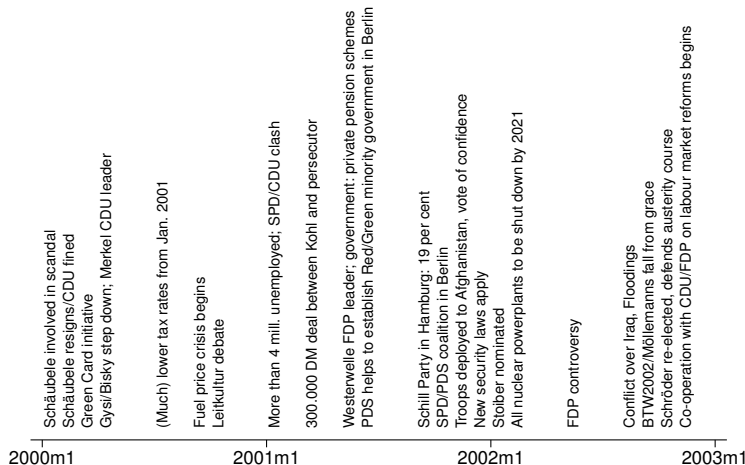 Schäubele involved in scandal
Schäubele resigns/CDU fined
Green Card initiative
Gysi/Bisky step down; Merkel CDU leader
(Much) lower tax rates from Jan. 2001
Fuel price crisis begins
Leitkultur debate
More than 4 mill. unemployed; SPD/CDU clash
300.000 DM deal between Kohl and persecutor
Westerwelle FDP leader; government: private pension schemes
PDS helps to establish Red/Green minority government in Berlin
Schill Party in Hamburg: 19 per cent
SPD/PDS coalition in Berlin
Troops deployed to Afghanistan, vote of confidence
New security laws apply
Stoiber nominated
All nuclear powerplants to be shut down by 2021
FDP controversy
Conflict over Iraq, Floodings
BTW2002/Möllemanns fall from grace
Schröder re-elected, defends austerity course
Co-operation with CDU/FDP on labour market reforms begins
2000m1
2001m1
2002m1
2003m1